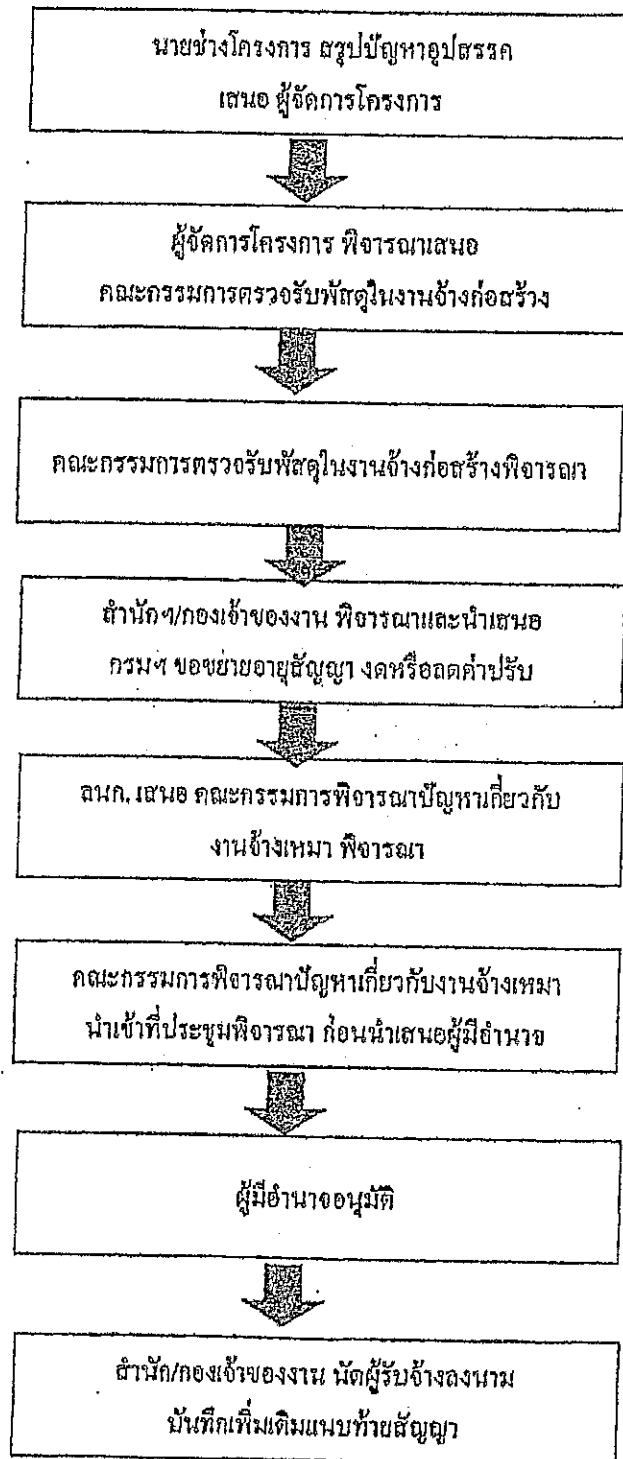 นายช่างโครงการ สรุปปัญหาอุปสรรค
เสนอ ผู้จัดการโครงการ
ผู้จัดการโครงการ พิจารณาเสนอ
คณะกรรมการตรวจรับพัสดุในงานจ้างก่อสร้าง
คณะกรรมการตรวจรับพัสดุในงานจ้างก่อสร้างพิจารณา
สำนักฯ/กองเจ้าของงาน พิจารณาและนำเสนอ
กรมฯ ขอขยายอายุสัญญา งดหรือลดค่าปรับ
ลนก. เสนอ คณะกรรมการพิจารณาปัญหาเกี่ยวกับ
งานจ้างเหมา พิจารณา
คณะกรรมการพิจารณาปัญหาเกี่ยวกับงานจ้างเหมา
นำเข้าที่ประชุมพิจารณา ก่อนนำเสนอผู้มีอำนาจ
ผู้มีอำนาจอนุมัติ
สำนัก/กองเจ้าของงาน นัดผู้รับจ้างลงนาม
บันทึกเพิ่มเติมแนบท้ายสัญญา